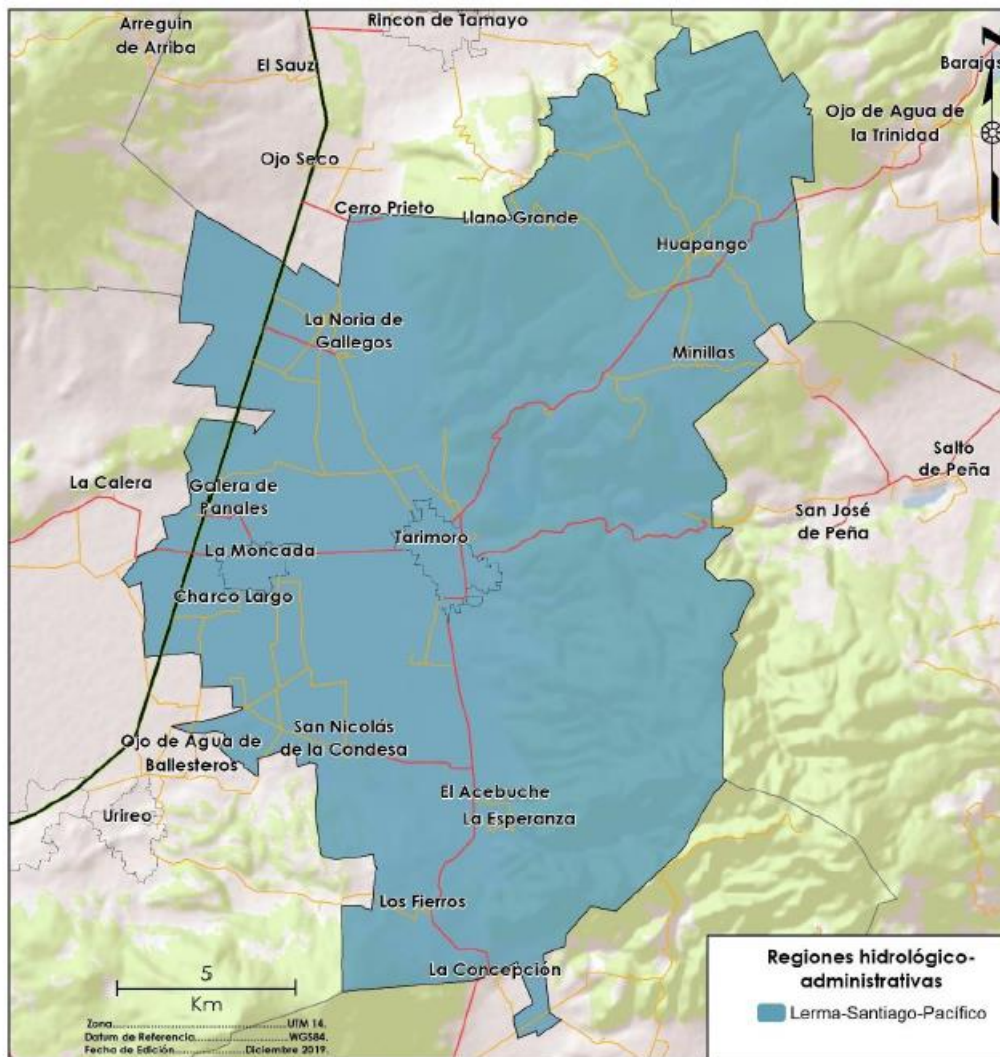 Arreguin
de Arriba
Rincón de Tamayo
El Sauz
Barajas
Ojo de Agua de
la Trinidad
Ojo Seco
Cerro Prieto
Llano Grande
Huapango
La Noria de
Gallegos
Minillas
La Calera
Galera de
Panales
Salto
de Peña
San José
de Peña
Tarimoro
La Moncada
Charco Largo
San Nicolás
de la Condesa
Ojo de Agua de
Ballesteros
El Acebuche
La Esperanza
Urireo
Los Fierros
La Concepción
5
Km
Zona..........UTM 14.
Datum de Referencia..........WGS84.
Fecha de Edición..........Diciembre 2019.
Regiones hidrológico-
administrativas
Lerma-Santiago-Pacífico